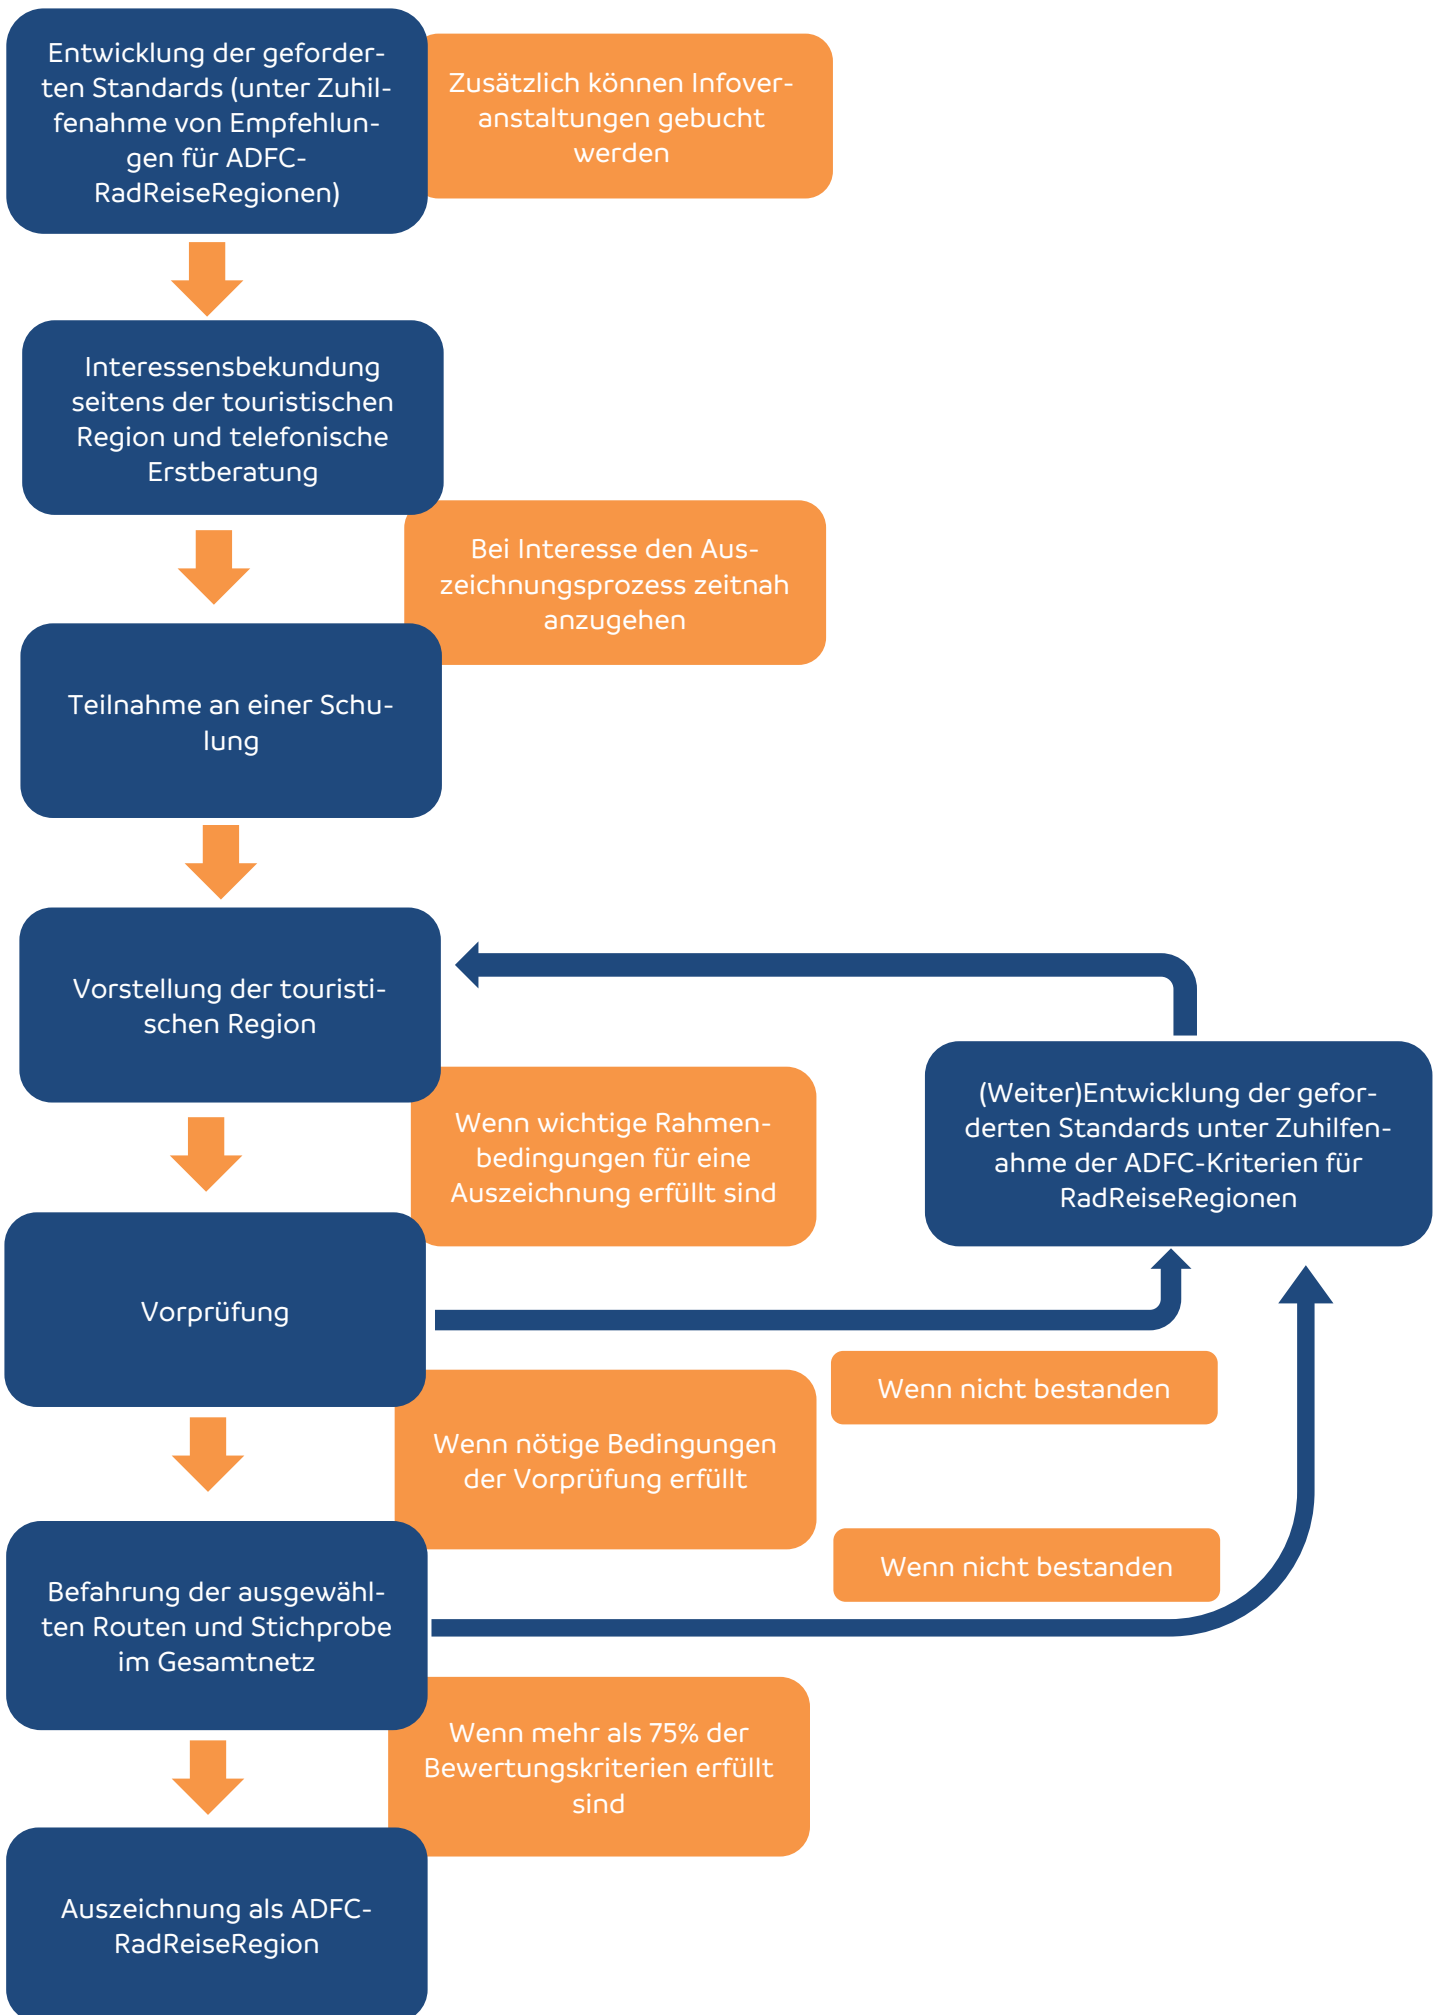 Entwicklung der geforder-
ten Standards (unter Zuhil-
fenahme von Empfehlun-
gen für ADFC-
RadReiseRegionen)
Zusätzlich können Infover-
anstaltungen gebucht
werden
Interessensbekundung
seitens der touristischen
Region und telefonische
Erstberatung
Bei Interesse den Aus-
zeichnungsprozess zeitnah
anzugehen
Teilnahme an einer Schu-
lung
Vorstellung der touristi-
schen Region
Wenn wichtige Rahmen-
bedingungen für eine
Auszeichnung erfüllt sind
(Weiter)Entwicklung der gefor-
derten Standards unter Zuhilfen-
ahme der ADFC-Kriterien für
RadReiseRegionen
Vorprüfung
Wenn nicht bestanden
Wenn nötige Bedingungen
der Vorprüfung erfüllt
Wenn nicht bestanden
Befahrung der ausgewähl-
ten Routen und Stichprobe
im Gesamtnetz
Wenn mehr als 75% der
Bewertungskriterien erfüllt
sind
Auszeichnung als ADFC-
RadReiseRegion